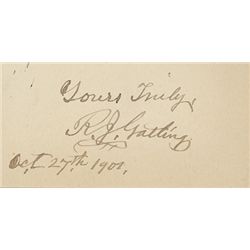 Yours Truly,
R. J. Gatling
Oct. 27th 1901.